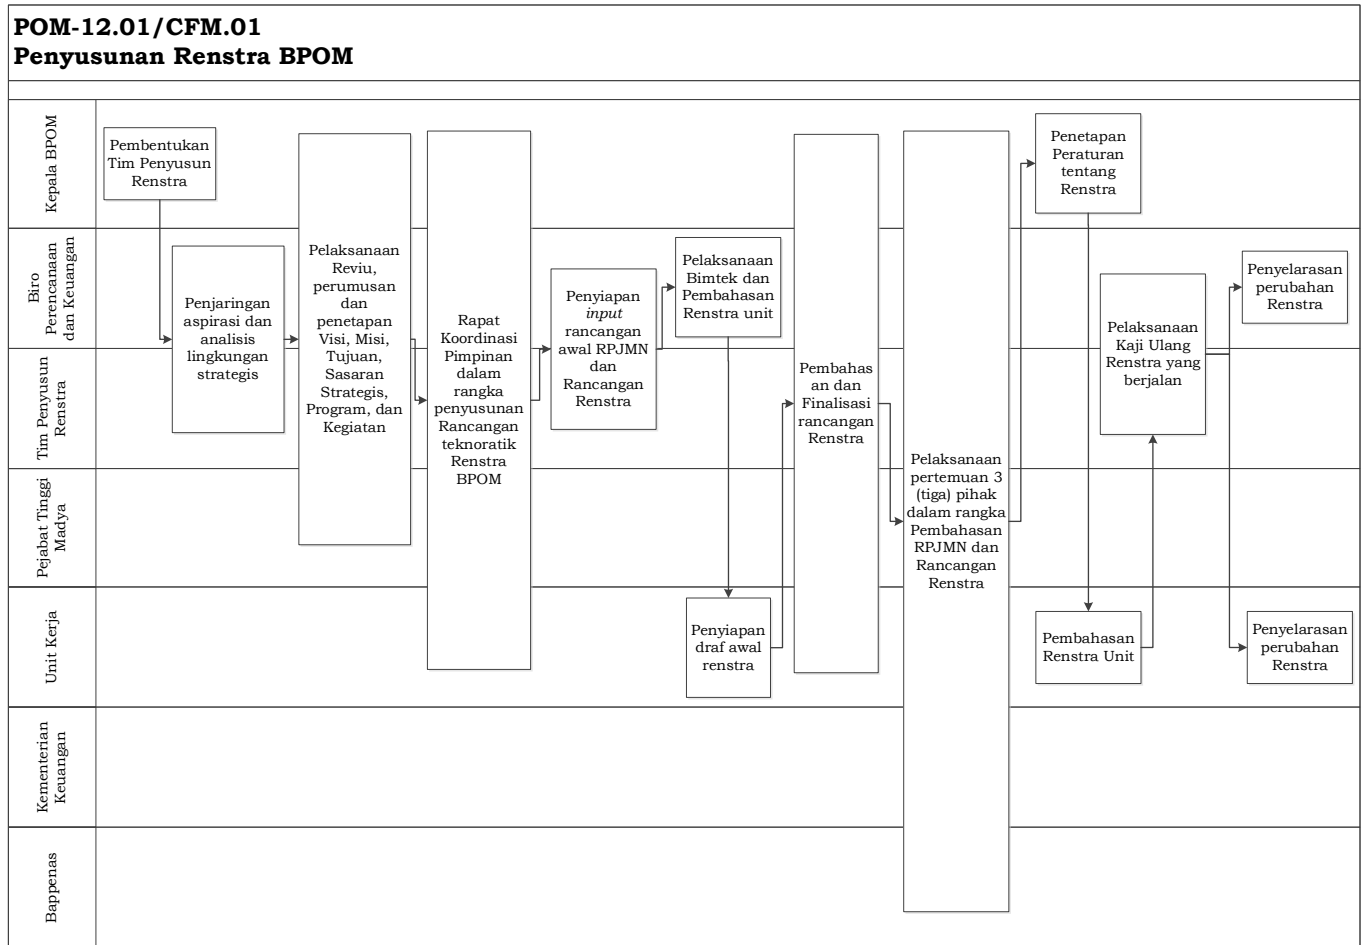 POM-12.01/CFM.01
Penyusunan Renstra BPOM
Kepala BPOM
Biro
Perencanaan
dan Keuangan
Tim Penyusun
Renstra
Pejabat Tinggi
Madya
Unit Kerja
Kementerian
Keuangan
Bappenas
Pembentukan
Tim Penyusun
Renstra
Penjaringan
aspirasi dan
analisis
lingkungan
strategis
Pelaksanaan
Reviu,
perumusan
dan
penetapan
Visi, Misi,
Tujuan,
Sasaran
Strategis,
Program, dan
Kegiatan
Rapat
Koordinasi
Pimpinan
dalam
rangka
penyusunan
Rancangan
teknoratik
Renstra
BPOM
Penyiapan
input
rancangan
awal RPJMN
dan
Rancangan
Renstra
Pelaksanaan
Bimtek dan
Pembahasan
Renstra unit
Penyiapan
draf awal
renstra
Pembahas
an dan
Finalisasi
rancangan
Renstra
Pelaksanaan
pertemuan 3
(tiga) pihak
dalam rangka
Pembahasan
RPJMN dan
Rancangan
Renstra
Penetapan
Peraturan
tentang
Renstra
Pembahasan
Renstra Unit
Pelaksanaan
Kaji Ulang
Renstra yang
berjalan
Penyelarasan
perubahan
Renstra
Penyelarasan
perubahan
Renstra